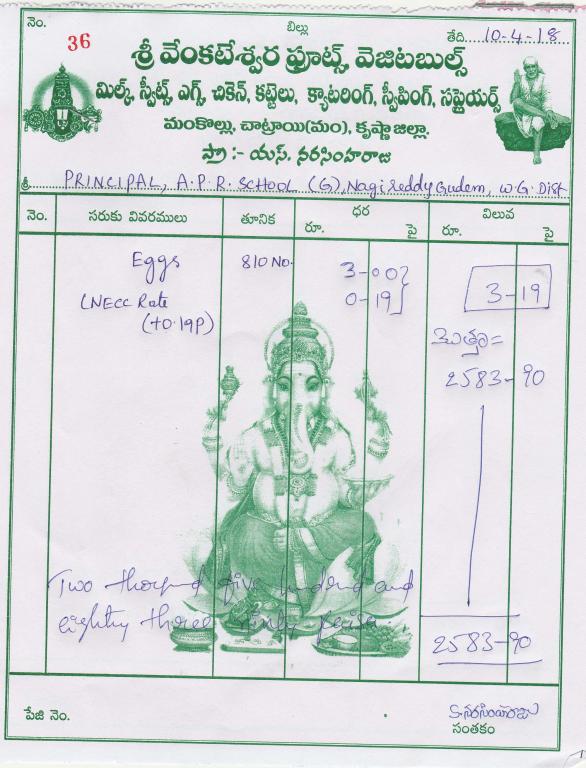 నెం.
36
బిల్లు
తేది. 10-4-18
శ్రీ వేంకటేశ్వర ఫ్రూట్స్, వెజిటబుల్స్
మిల్క్, స్వీట్స్, ఎగ్స్, చికెన్, కట్టెలు, క్యాటరింగ్, స్వీపింగ్, సప్లైయర్స్
మంకొల్లు, చాట్రాయి(మం), కృష్ణాజిల్లా.
ప్రొ :- యస్. నరసింహరాజు
శ్రీ PRINCIPAL, A.P.R. SCHOOL (G), Nagireddy Gudem, W.G. Dist
నెం. సరుకు వివరములు తూనిక ధర రూ. పై విలువ రూ. పై
Eggs 810 No. 3-00
(NECC Rate 0-19 3-19
(+0.19P)
మొత్తం=
2583-90
Two thousand five hundred and
eighty three ninety paise.
2583-90
పేజి నెం.
S. నరసింహరాజు
సంతకం